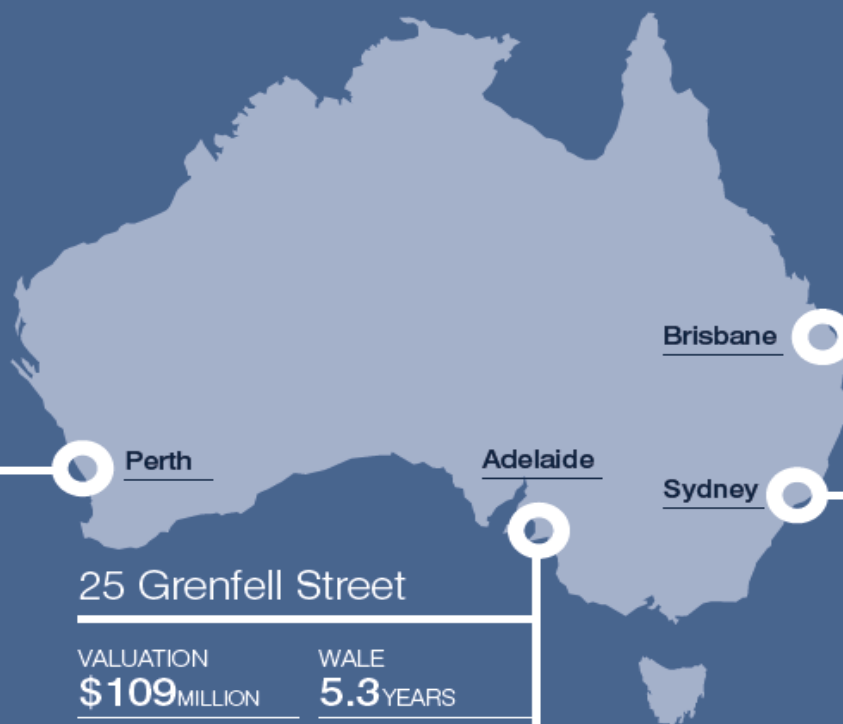 Brisbane
Perth
Adelaide
Sydney
25 Grenfell Street
VALUATION WALE
$109MILLION 5.3YEARS